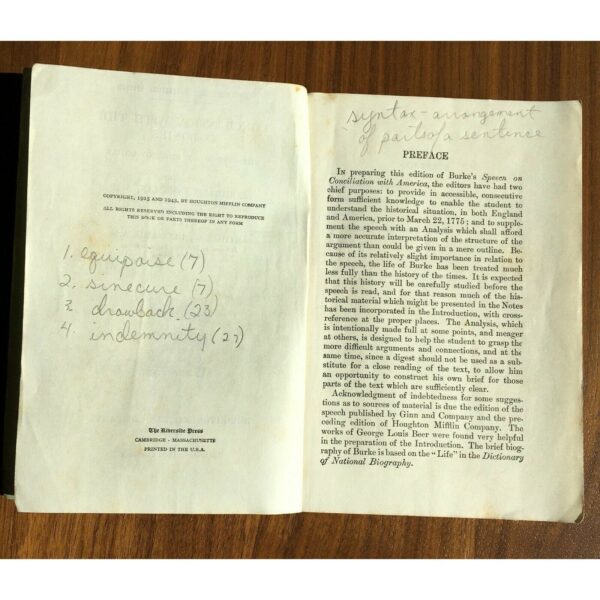 COPYRIGHT, 1915 AND 1943, BY HOUGHTON MIFFLIN COMPANY
ALL RIGHTS RESERVED INCLUDING THE RIGHT TO REPRODUCE
THIS BOOK OR PARTS THEREOF IN ANY FORM
1. equipoise (7)
2. sinecure (7)
3. drawback (23)
4. indemnity (27)
The Riverside Press
CAMBRIDGE · MASSACHUSETTS
PRINTED IN THE U.S.A.
syntax - arrangement
of parts of a sentence
PREFACE
IN preparing this edition of Burke's Speech on
Conciliation with America, the editors have had two
chief purposes: to provide in accessible, consecutive
form sufficient knowledge to enable the student to
understand the historical situation, in both England
and America, prior to March 22, 1775; and to supple-
ment the speech with an Analysis which shall afford
a more accurate interpretation of the structure of the
argument than could be given in a mere outline. Be-
cause of its relatively slight importance in relation to
the speech, the life of Burke has been treated much
less fully than the history of the times. It is expected
that this history will be carefully studied before the
speech is read, and for that reason much of the his-
torical material which might be presented in the Notes
has been incorporated in the Introduction, with cross-
reference at the proper places. The Analysis, which
is intentionally made full at some points, and meager
at others, is designed to help the student to grasp the
more difficult arguments and connections, and at the
same time, since a digest should not be used as a sub-
stitute for a close reading of the text, to allow him
an opportunity to construct his own brief for those
parts of the text which are sufficiently clear.
Acknowledgment of indebtedness for some sugges-
tions as to sources of material is due the edition of the
speech published by Ginn and Company and the pre-
ceding edition of Houghton Mifflin Company. The
works of George Louis Beer were found very helpful
in the preparation of the Introduction. The brief biog-
raphy of Burke is based on the "Life" in the Dictionary
of National Biography.